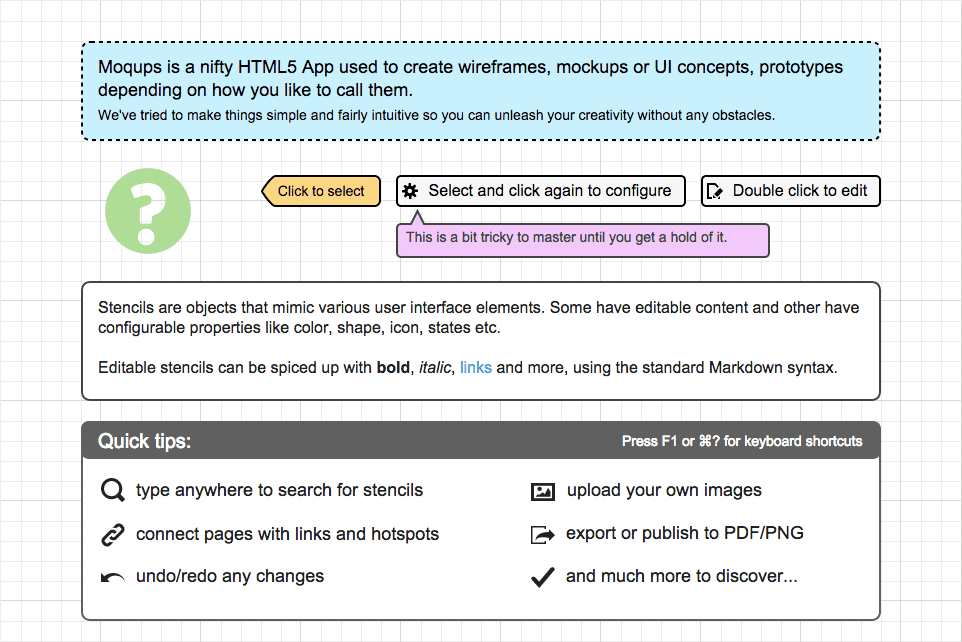 Moqups is a nifty HTML5 App used to create wireframes, mockups or UI concepts, prototypes
depending on how you like to call them.
We've tried to make things simple and fairly intuitive so you can unleash your creativity without any obstacles.
?
Click to select
Select and click again to configure
Double click to edit
This is a bit tricky to master until you get a hold of it.
Stencils are objects that mimic various user interface elements. Some have editable content and other have
configurable properties like color, shape, icon, states etc.
Editable stencils can be spiced up with bold, italic, links and more, using the standard Markdown syntax.
Quick tips:
Press F1 or ⌘? for keyboard shortcuts
type anywhere to search for stencils
upload your own images
connect pages with links and hotspots
export or publish to PDF/PNG
undo/redo any changes
and much more to discover...